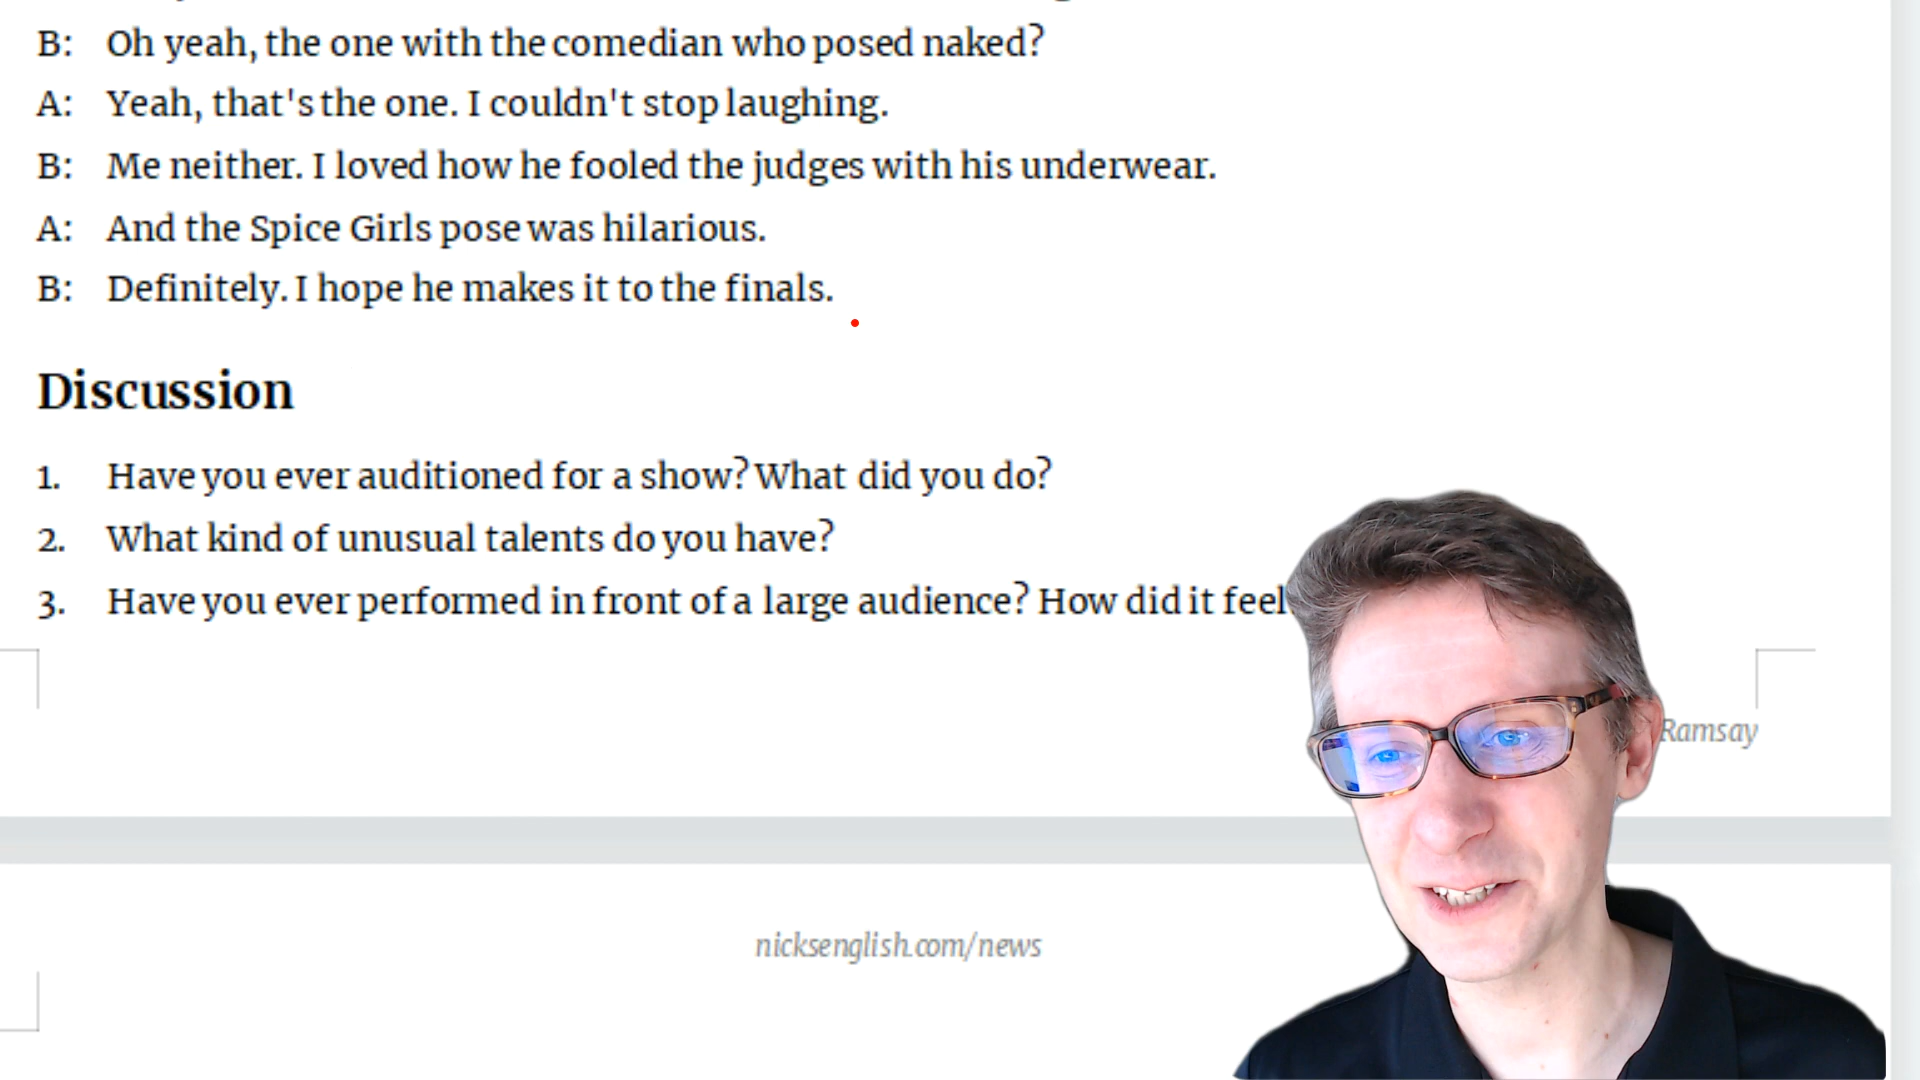 B: Oh yeah, the one with the comedian who posed naked?
A: Yeah, that's the one. I couldn't stop laughing.
B: Me neither. I loved how he fooled the judges with his underwear.
A: And the Spice Girls pose was hilarious.
B: Definitely. I hope he makes it to the finals.
Discussion
1. Have you ever auditioned for a show? What did you do?
2. What kind of unusual talents do you have?
3. Have you ever performed in front of a large audience? How did it feel
Ramsay
nicksenglish.com/news